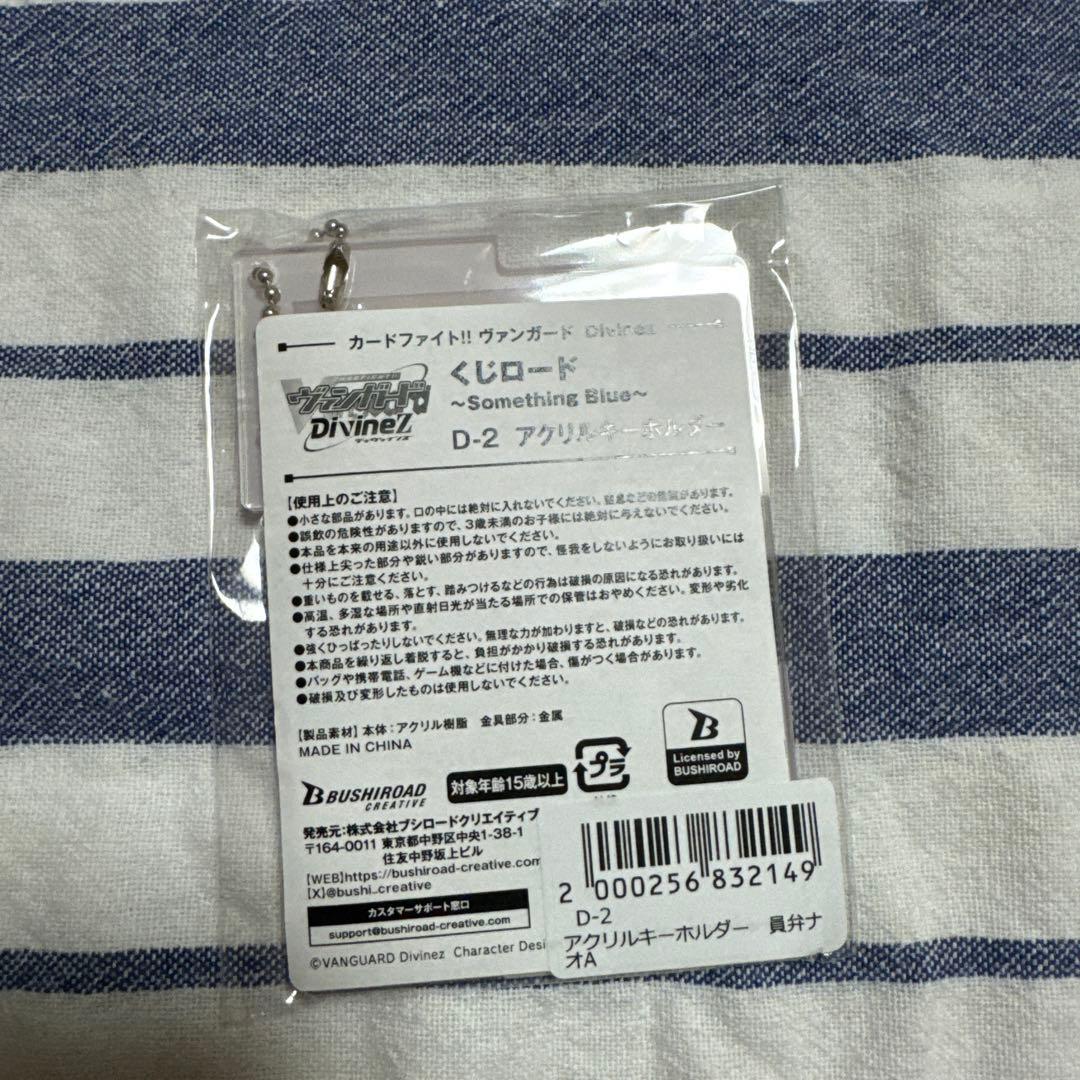 カードファイト!! ヴァンガード Divinez
ヴァンガード
DivineZ
ディヴァインズ
くじロード
~Something Blue~
D-2 アクリルキーホルダー
【使用上のご注意】
●小さな部品があります。口の中には絶対に入れないでください。窒息などの危険があります。
●誤飲の危険性がありますので、3歳未満のお子様には絶対に与えないでください。
●本品を本来の用途以外に使用しないでください。
●仕様上尖った部分や鋭い部分がありますので、怪我をしないようにお取り扱いには
十分にご注意ください。
●重いものを載せる、落とす、踏みつけるなどの行為は破損の原因になる恐れがあります。
●高温、多湿な場所や直射日光が当たる場所での保管はおやめください。変形や劣化
する恐れがあります。
●強くひっぱったりしないでください。無理な力が加わりますと、破損などの恐れがあります。
●本商品を繰り返し着脱すると、負担がかかり破損する恐れがあります。
●バッグや携帯電話、ゲーム機などに付けた場合、傷がつく場合があります。
●破損及び変形したものは使用しないでください。
【製品素材】本体：アクリル樹脂 金具部分：金属
MADE IN CHINA
BUSHIROAD
CREATIVE
対象年齢15歳以上
プラ
B
Licensed by
BUSHIROAD
発売元：株式会社ブシロードクリエイティブ
〒164-0011 東京都中野区中央1-38-1
住友中野坂上ビル
【WEB】https://bushiroad-creative.com
【X】@bushi_creative
カスタマーサポート窓口
support@bushiroad-creative.com
©VANGUARD Divinez Character Desi
2 000256 832149
D-2
アクリルキーホルダー 員弁ナ
オA